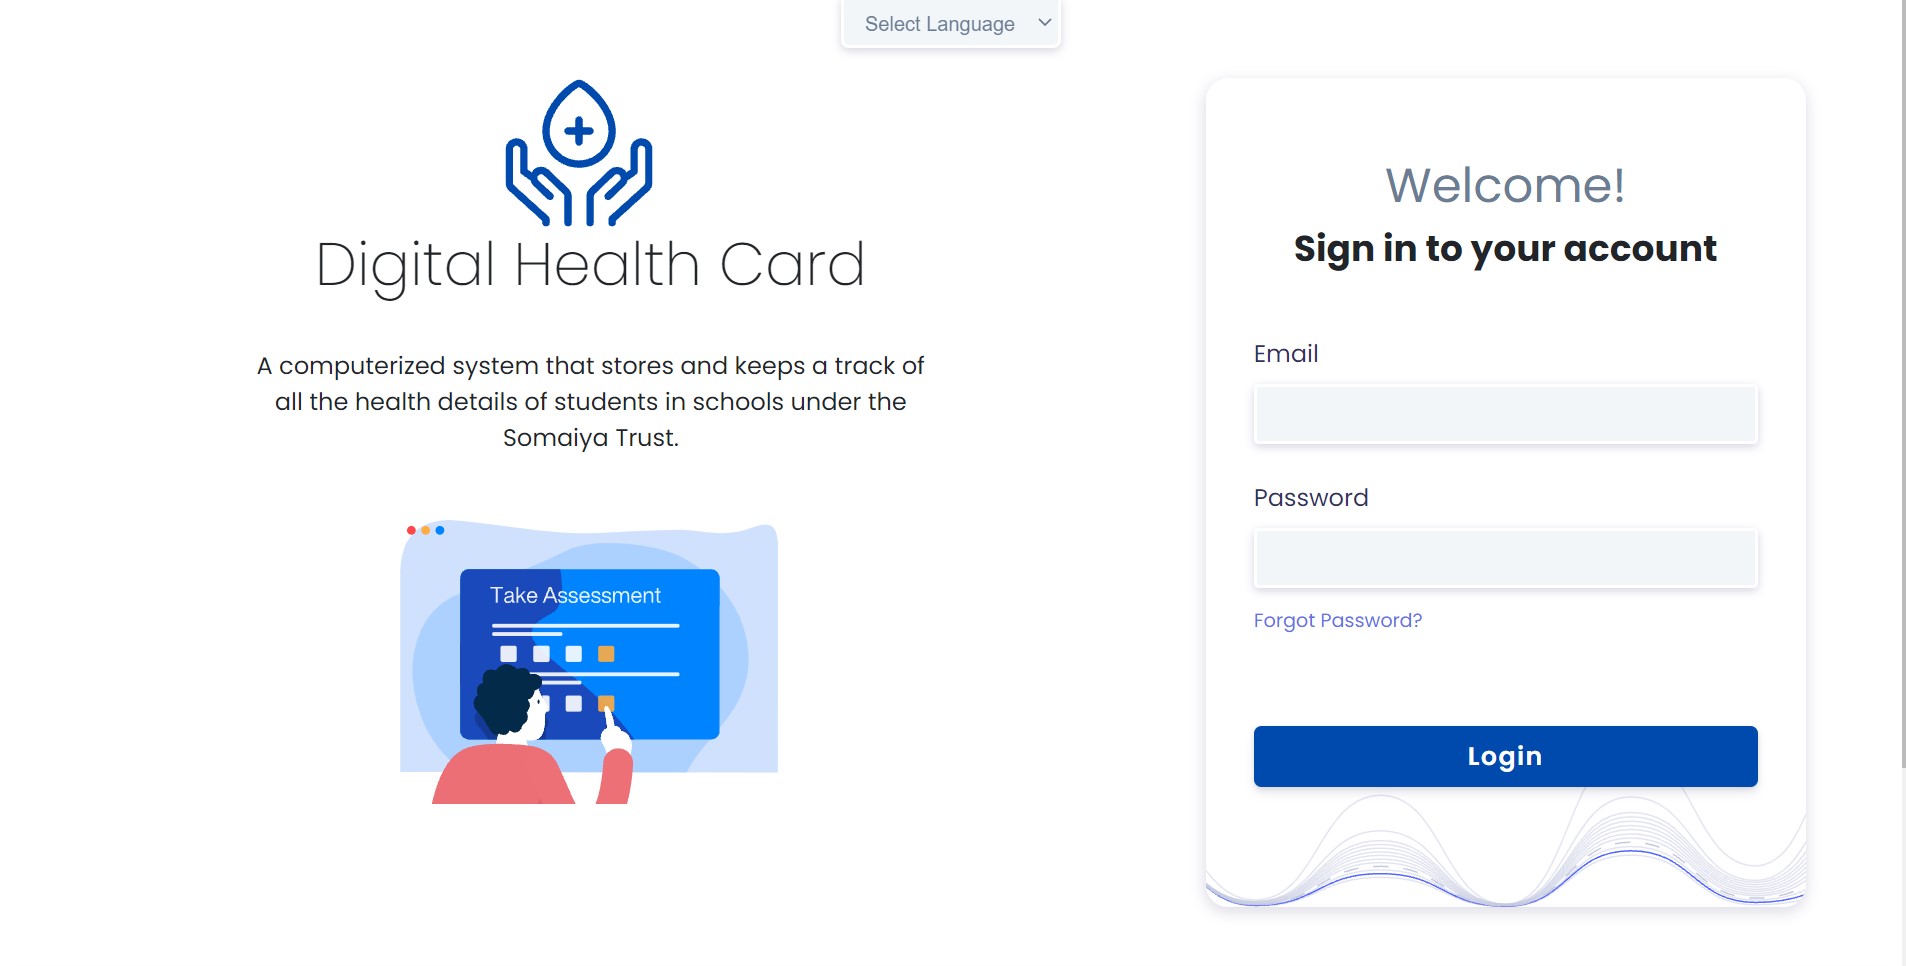 Select Language
Digital Health Card
A computerized system that stores and keeps a track of
all the health details of students in schools under the
Somaiya Trust.
Take Assessment
Welcome!
Sign in to your account
Email
Password
Forgot Password?
Login